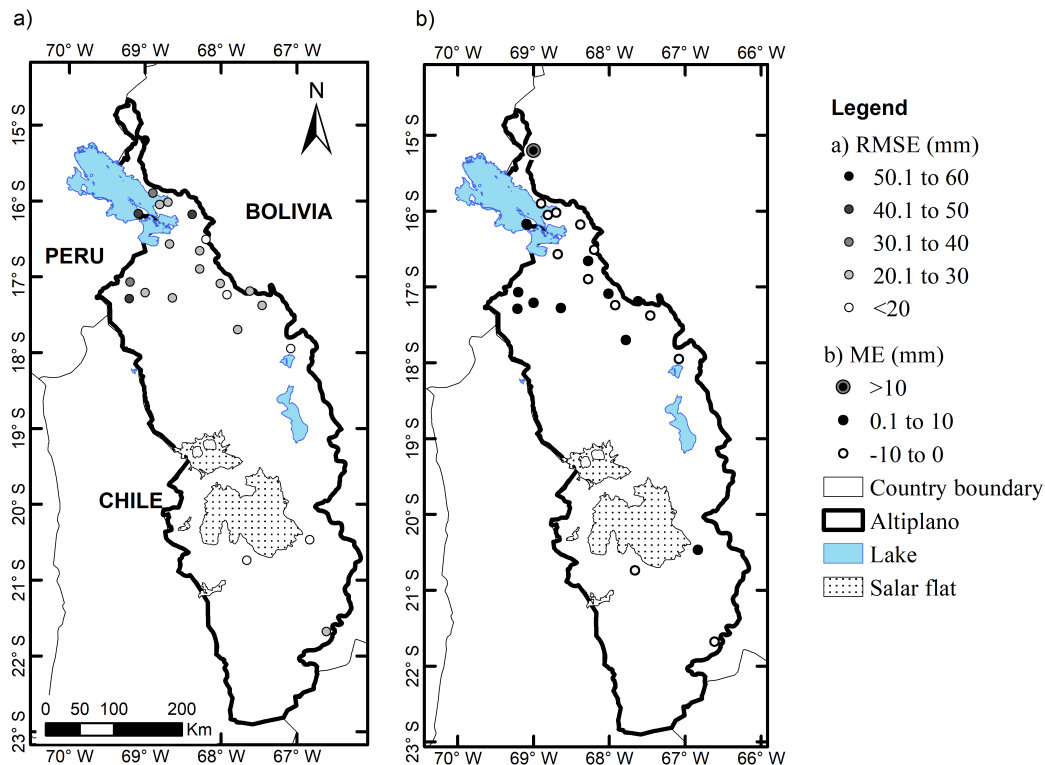 a)
70° W 69° W 68° W 67° W
15° S
16° S
17° S
18° S
19° S
20° S
21° S
22° S
23° S
N
BOLIVIA
PERU
CHILE
0 50 100 200
Km
70° W 69° W 68° W 67° W
b)
70° W 69° W 68° W 67° W 66° W
15° S
16° S
17° S
18° S
19° S
20° S
21° S
22° S
23° S
70° W 69° W 68° W 67° W 66° W
Legend
a) RMSE (mm)
50.1 to 60
40.1 to 50
30.1 to 40
20.1 to 30
<20
b) ME (mm)
>10
0.1 to 10
-10 to 0
Country boundary
Altiplano
Lake
Salar flat